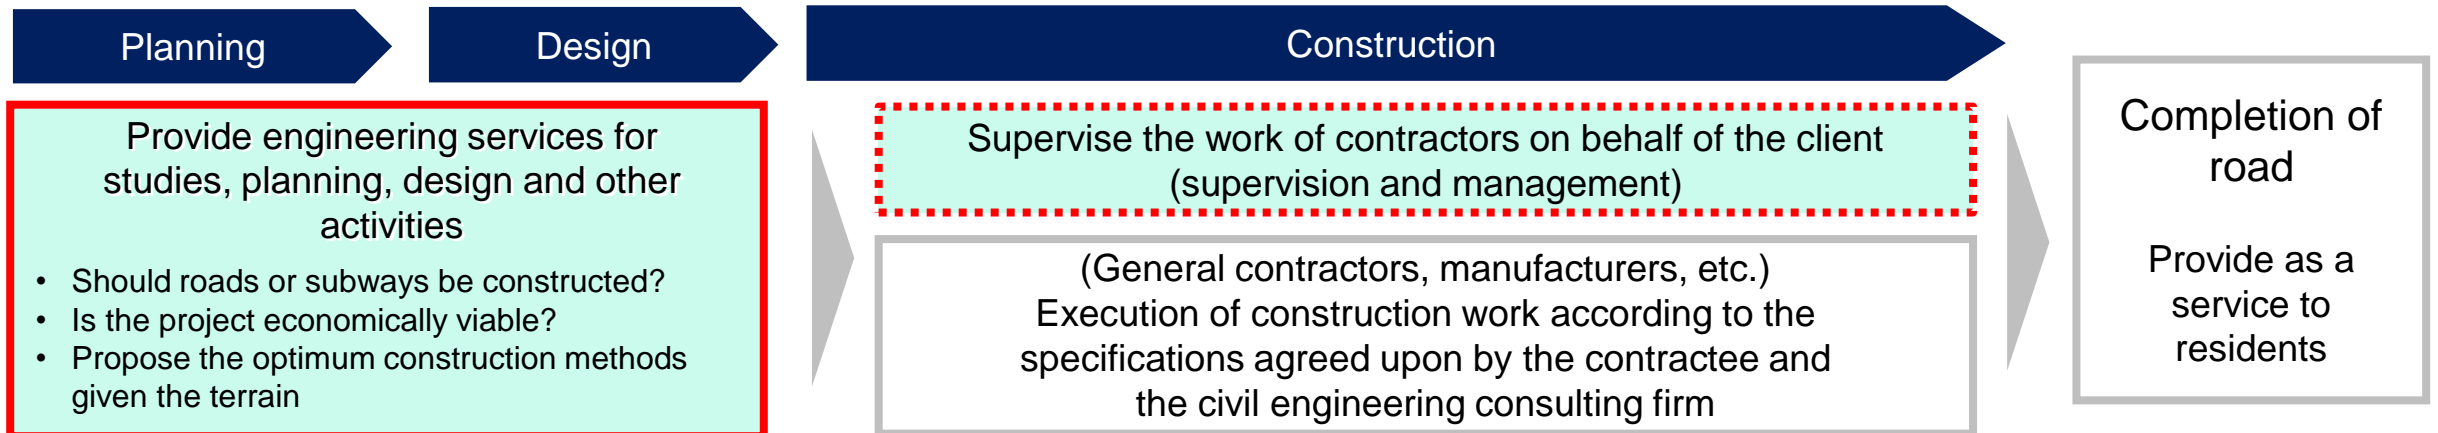 Planning
Design
Construction
Provide engineering services for
studies, planning, design and other
activities
• Should roads or subways be constructed?
• Is the project economically viable?
• Propose the optimum construction methods
given the terrain
Supervise the work of contractors on behalf of the client
(supervision and management)
(General contractors, manufacturers, etc.)
Execution of construction work according to the
specifications agreed upon by the contractee and
the civil engineering consulting firm
Completion of
road
Provide as a
service to
residents